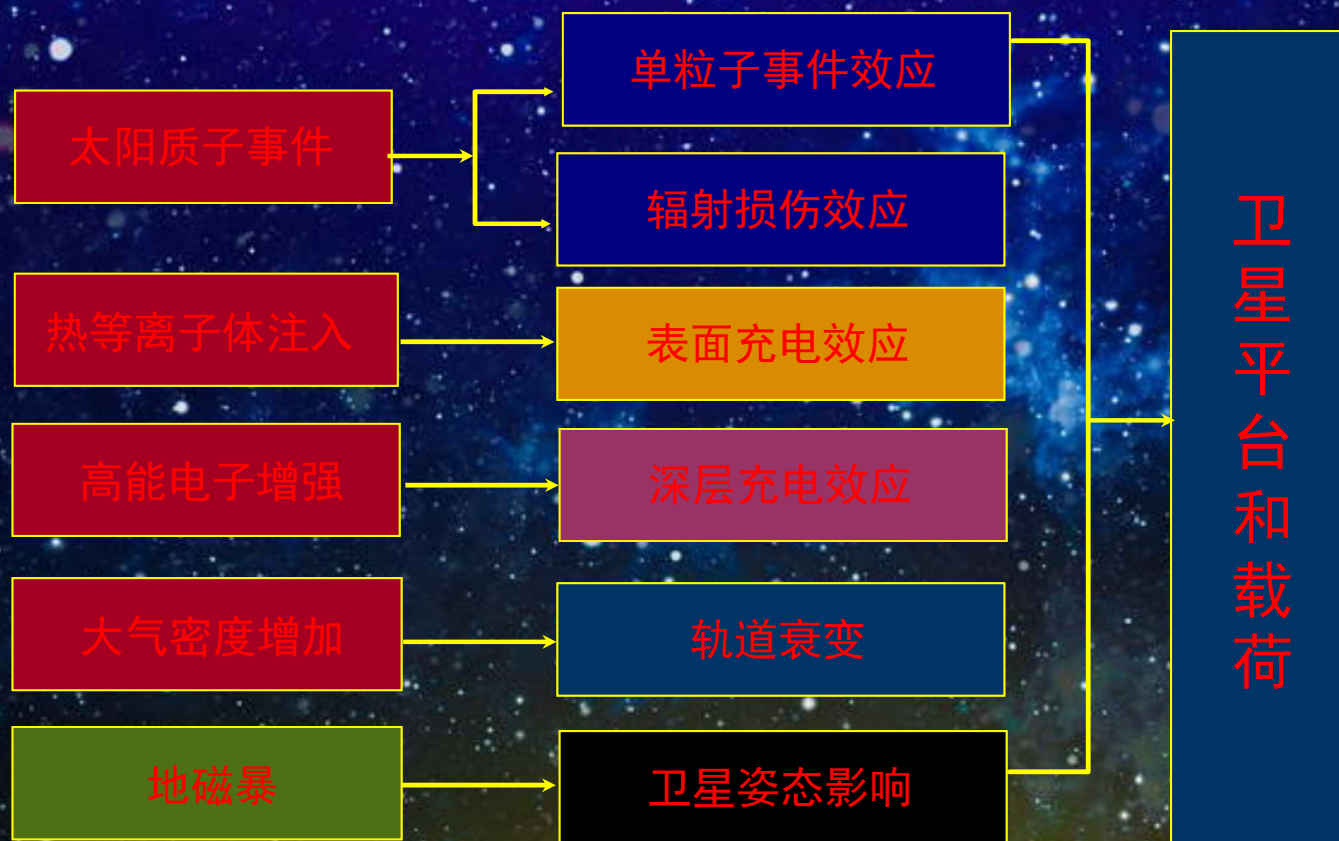 太阳质子事件
单粒子事件效应
辐射损伤效应
热等离子体注入
表面充电效应
高能电子增强
深层充电效应
大气密度增加
轨道衰变
地磁暴
卫星姿态影响
卫星平台和载荷